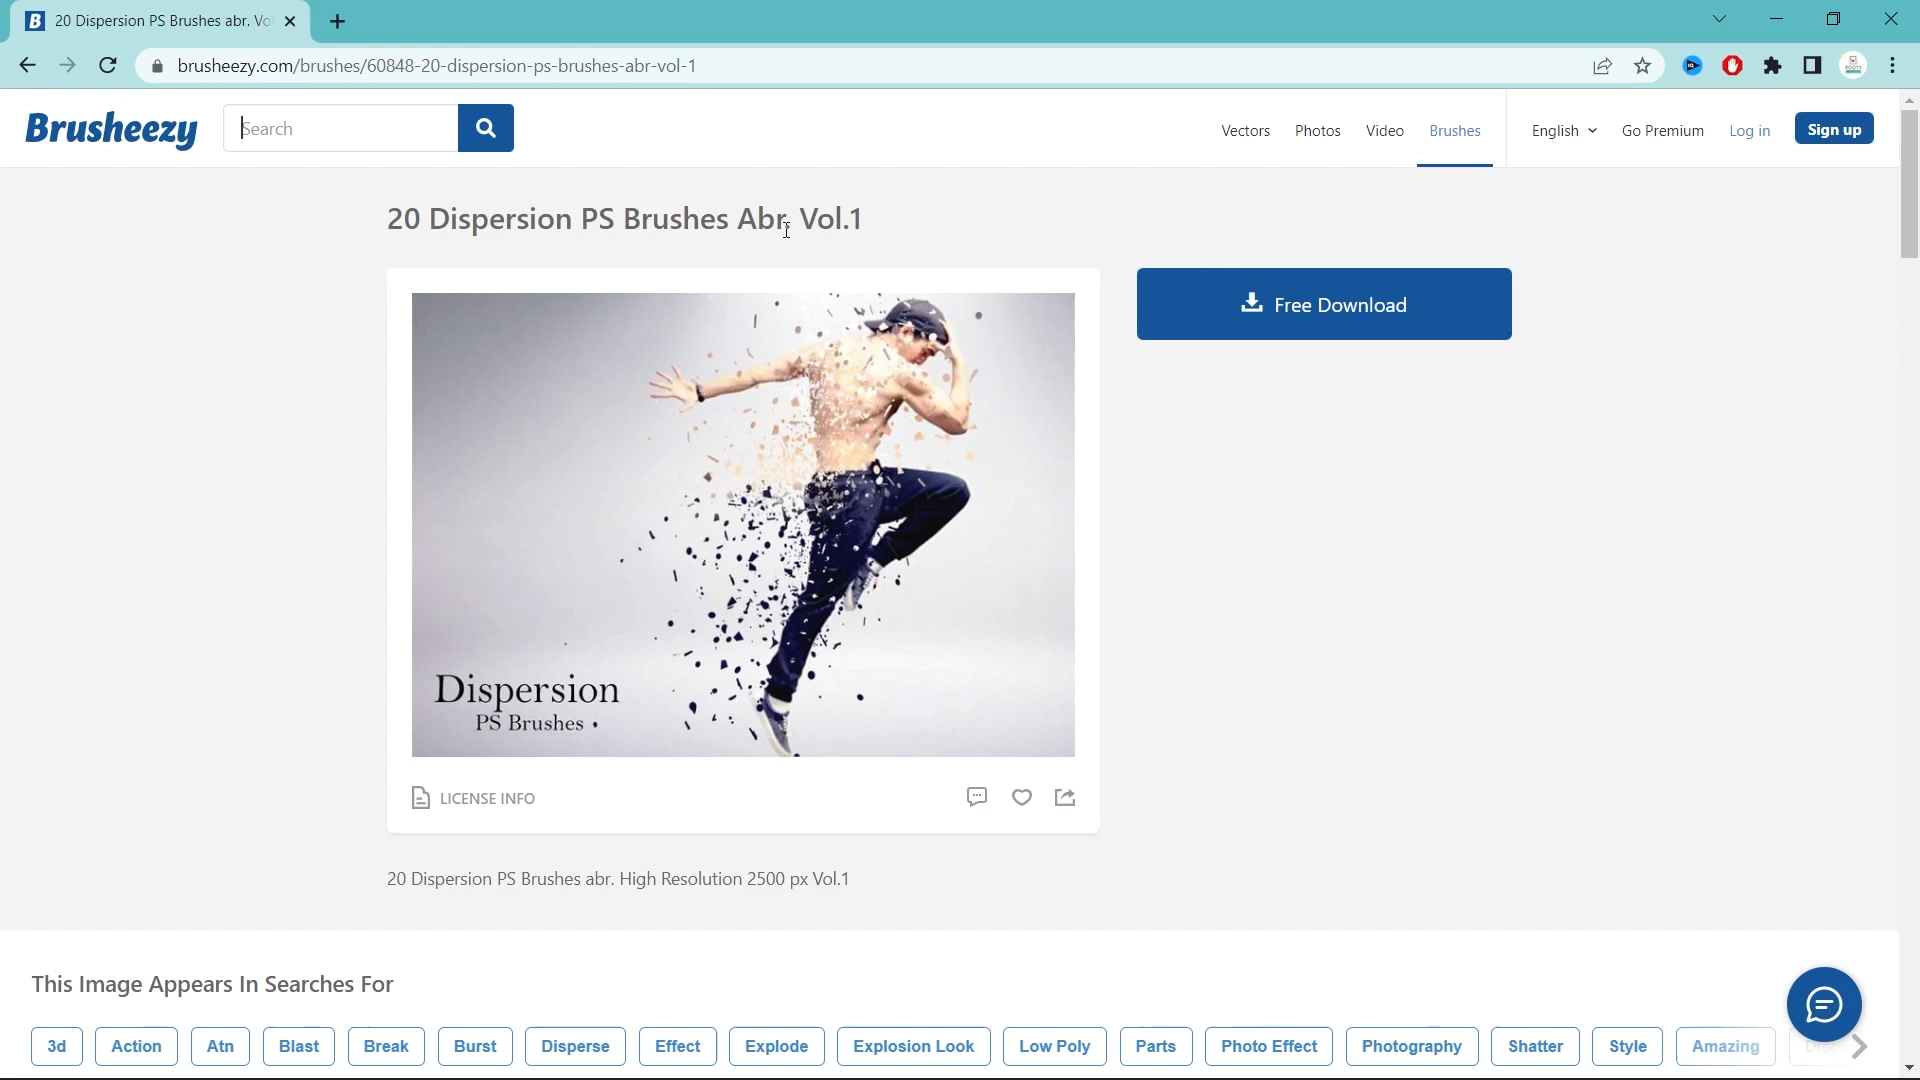 20 Dispersion PS Brushes abr. Vo
brusheezy.com/brushes/60848-20-dispersion-ps-brushes-abr-vol-1
Brusheezy
Search
Vectors Photos Video Brushes English Go Premium Log in Sign up
20 Dispersion PS Brushes Abr. Vol.1
Free Download
Dispersion
PS Brushes
LICENSE INFO
20 Dispersion PS Brushes abr. High Resolution 2500 px Vol.1
This Image Appears In Searches For
3d Action Atn Blast Break Burst Disperse Effect Explode Explosion Look Low Poly Parts Photo Effect Photography Shatter Style Amazing